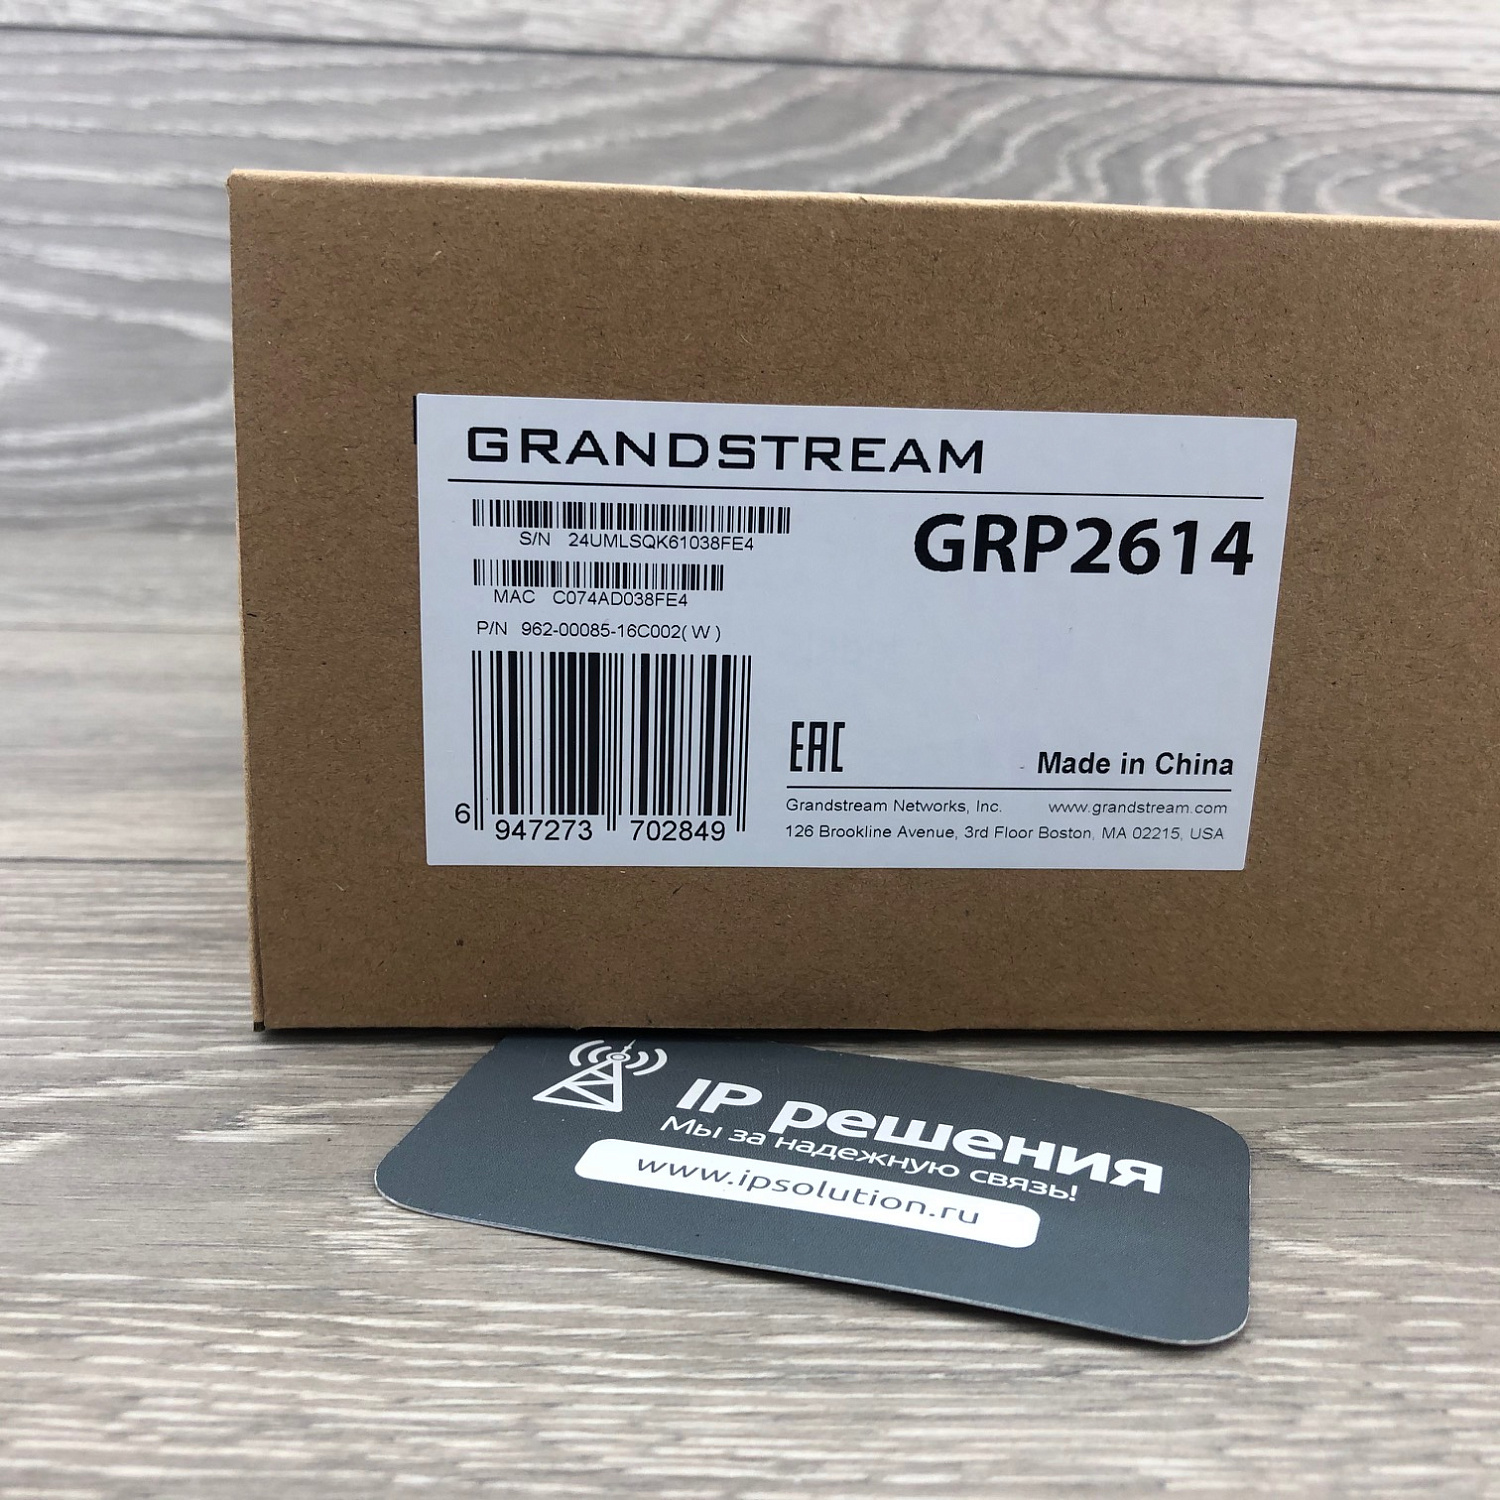 GRANDSTREAM
GRP2614
S/N 24UMLSQK61038FE4
MAC C074AD038FE4
P/N 962-00085-16C002( W )
6 947273 702849
EAC
Made in China
Grandstream Networks, Inc. www.grandstream.com
126 Brookline Avenue, 3rd Floor Boston, MA 02215, USA
IP решения
Мы за надежную связь!
www.ipsolution.ru